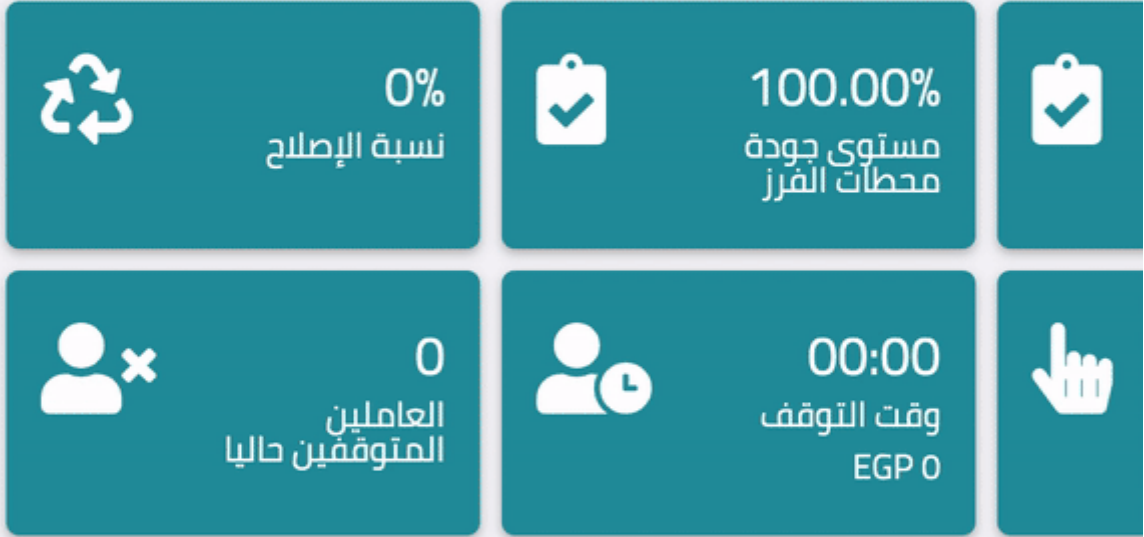 100.00%
مستوى جودة
محطات الفرز
0%
نسبة الإصلاح
00:00
وقت التوقف
EGP 0
0
العاملين
المتوقفين حاليا